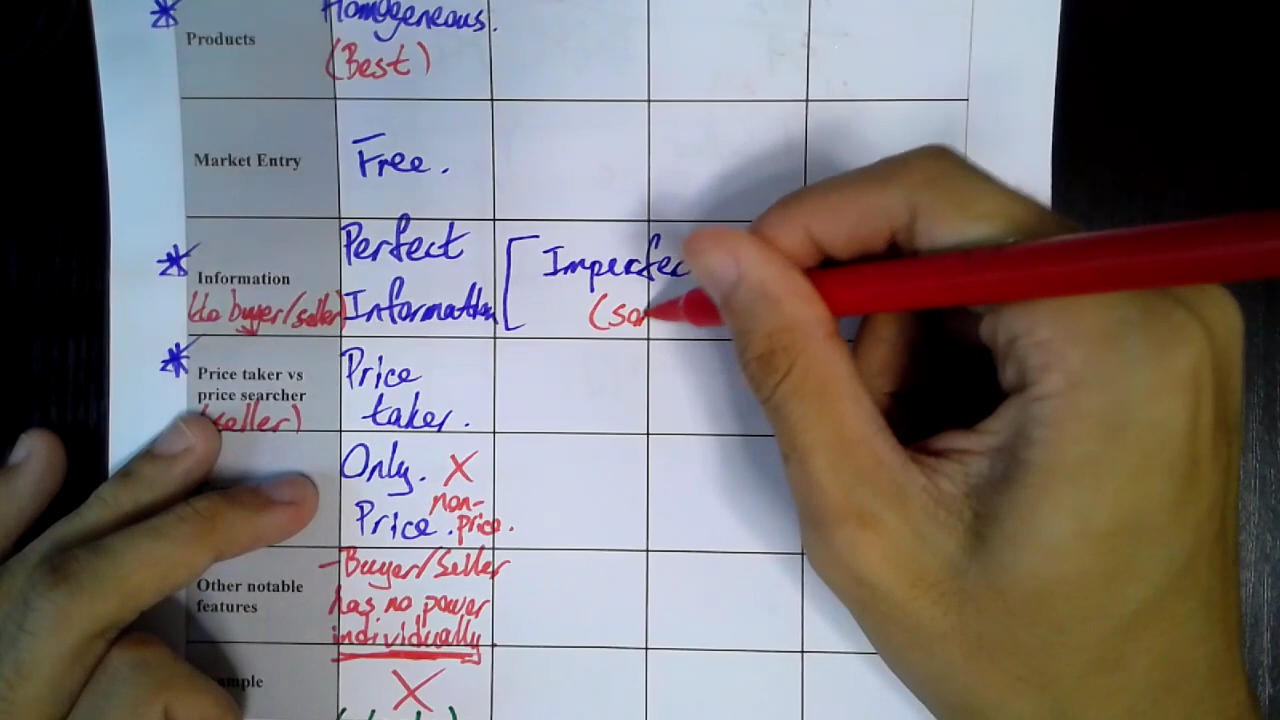 Products
Homogeneous.
(Best)
Market Entry
Free.
Information
(to buyer/seller)
Perfect
Information
Imperfec
(so
Price taker vs
price searcher
(seller)
Price
taker.
Only. X
Price. non-
price.
Other notable
features
-Buyer/Seller
has no power
individually
X